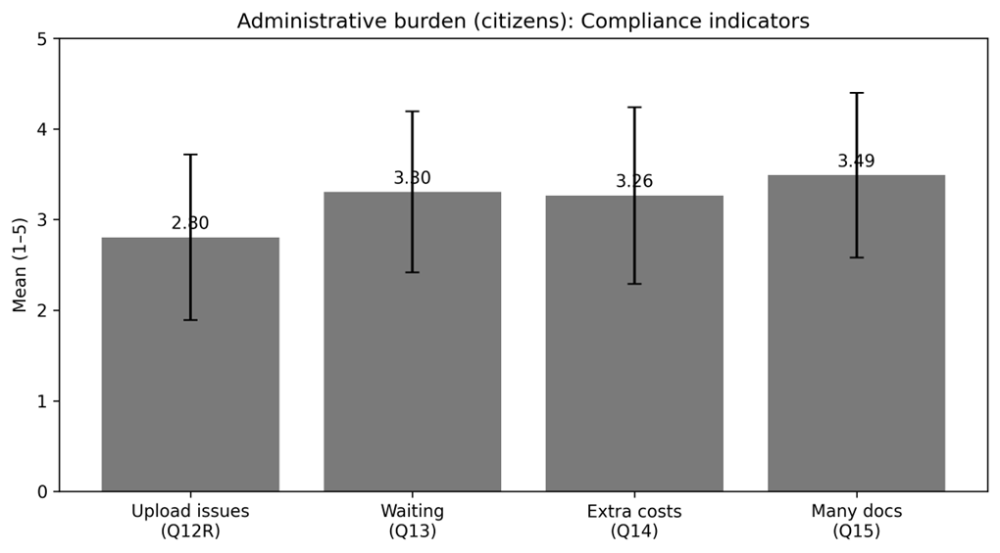 Administrative burden (citizens): Compliance indicators
Mean (1–5)
5
4
3
2
1
0
2.80
3.30
3.26
3.49
Upload issues
(Q12R)
Waiting
(Q13)
Extra costs
(Q14)
Many docs
(Q15)